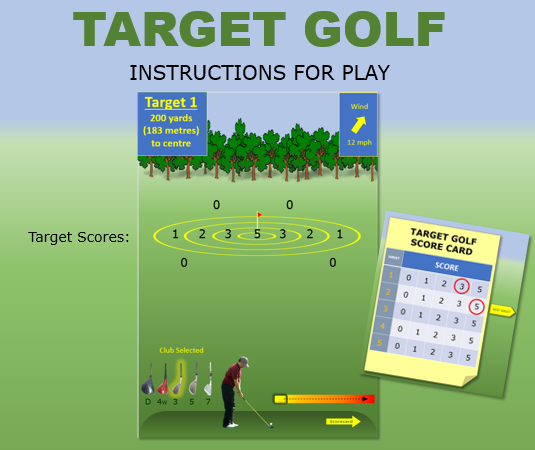 TARGET GOLF
INSTRUCTIONS FOR PLAY
Target 1
200 yards
(183 metres)
to centre
Wind
12 mph
0 0
Target Scores:
1 2 3 5 3 2 1
0 0
Club Selected
D 4w 3 5 7
Scorecard
TARGET GOLF
SCORE CARD
TARGET SCORE
1 0 1 2 3 5
2 0 1 2 3 5
3 0 1 2 3 5
4 0 1 2 3 5
5 0 1 2 3 5